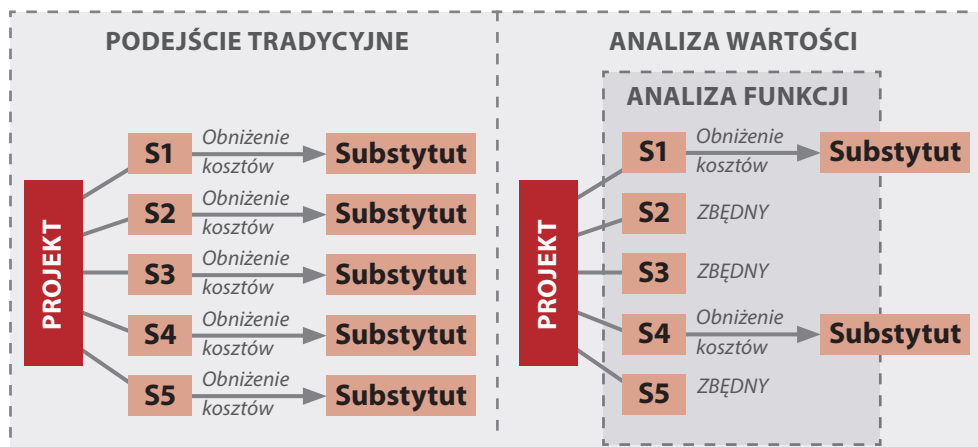 PODEJŚCIE TRADYCYJNE
PROJEKT
S1
Obniżenie
kosztów
Substytut
S2
Obniżenie
kosztów
Substytut
S3
Obniżenie
kosztów
Substytut
S4
Obniżenie
kosztów
Substytut
S5
Obniżenie
kosztów
Substytut
ANALIZA WARTOŚCI
ANALIZA FUNKCJI
PROJEKT
S1
Obniżenie
kosztów
Substytut
S2
ZBĘDNY
S3
ZBĘDNY
S4
Obniżenie
kosztów
Substytut
S5
ZBĘDNY